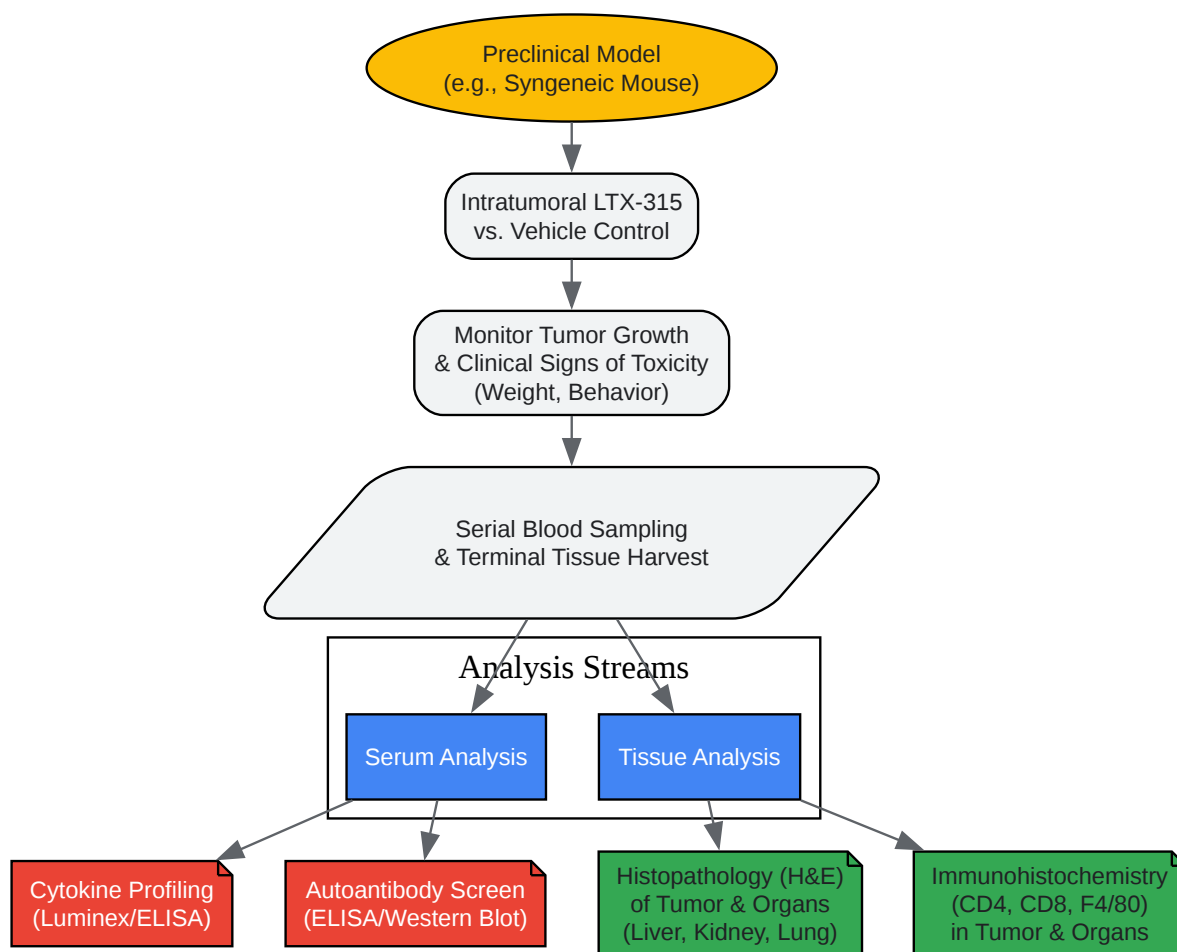 Preclinical Model
(e.g., Syngeneic Mouse)
Intratumoral LTX-315
vs. Vehicle Control
Monitor Tumor Growth
& Clinical Signs of Toxicity
(Weight, Behavior)
Serial Blood Sampling
& Terminal Tissue Harvest
Analysis Streams
Serum Analysis
Tissue Analysis
Cytokine Profiling
(Luminex/ELISA)
Autoantibody Screen
(ELISA/Western Blot)
Histopathology (H&E)
of Tumor & Organs
(Liver, Kidney, Lung)
Immunohistochemistry
(CD4, CD8, F4/80)
in Tumor & Organs